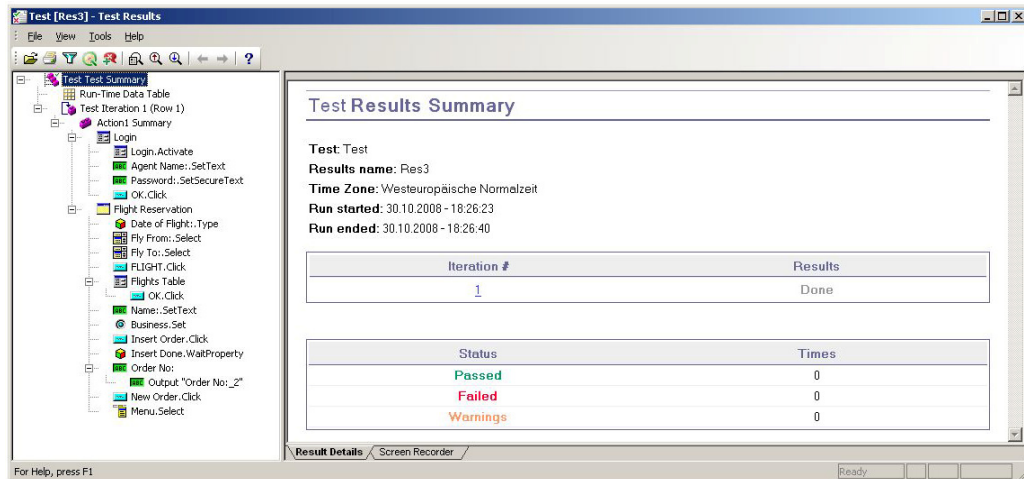 Test [Res3] - Test Results
File View Tools Help
Test Test Summary
Run-Time Data Table
Test Iteration 1 (Row 1)
Action1 Summary
Login
Login.Activate
Agent Name:.SetText
Password:.SetSecureText
OK.Click
Flight Reservation
Date of Flight:.Type
Fly From:.Select
Fly To:.Select
FLIGHT.Click
Flights Table
OK.Click
Name:.SetText
Business.Set
Insert Order.Click
Insert Done.WaitProperty
Order No:
Output "Order No:_2"
New Order.Click
Menu.Select
Test Results Summary
Test: Test
Results name: Res3
Time Zone: Westeuropäische Normalzeit
Run started: 30.10.2008 - 18:26:23
Run ended: 30.10.2008 - 18:26:40
Iteration # Results
1 Done
Status Times
Passed 0
Failed 0
Warnings 0
Result Details Screen Recorder
For Help, press F1 Ready